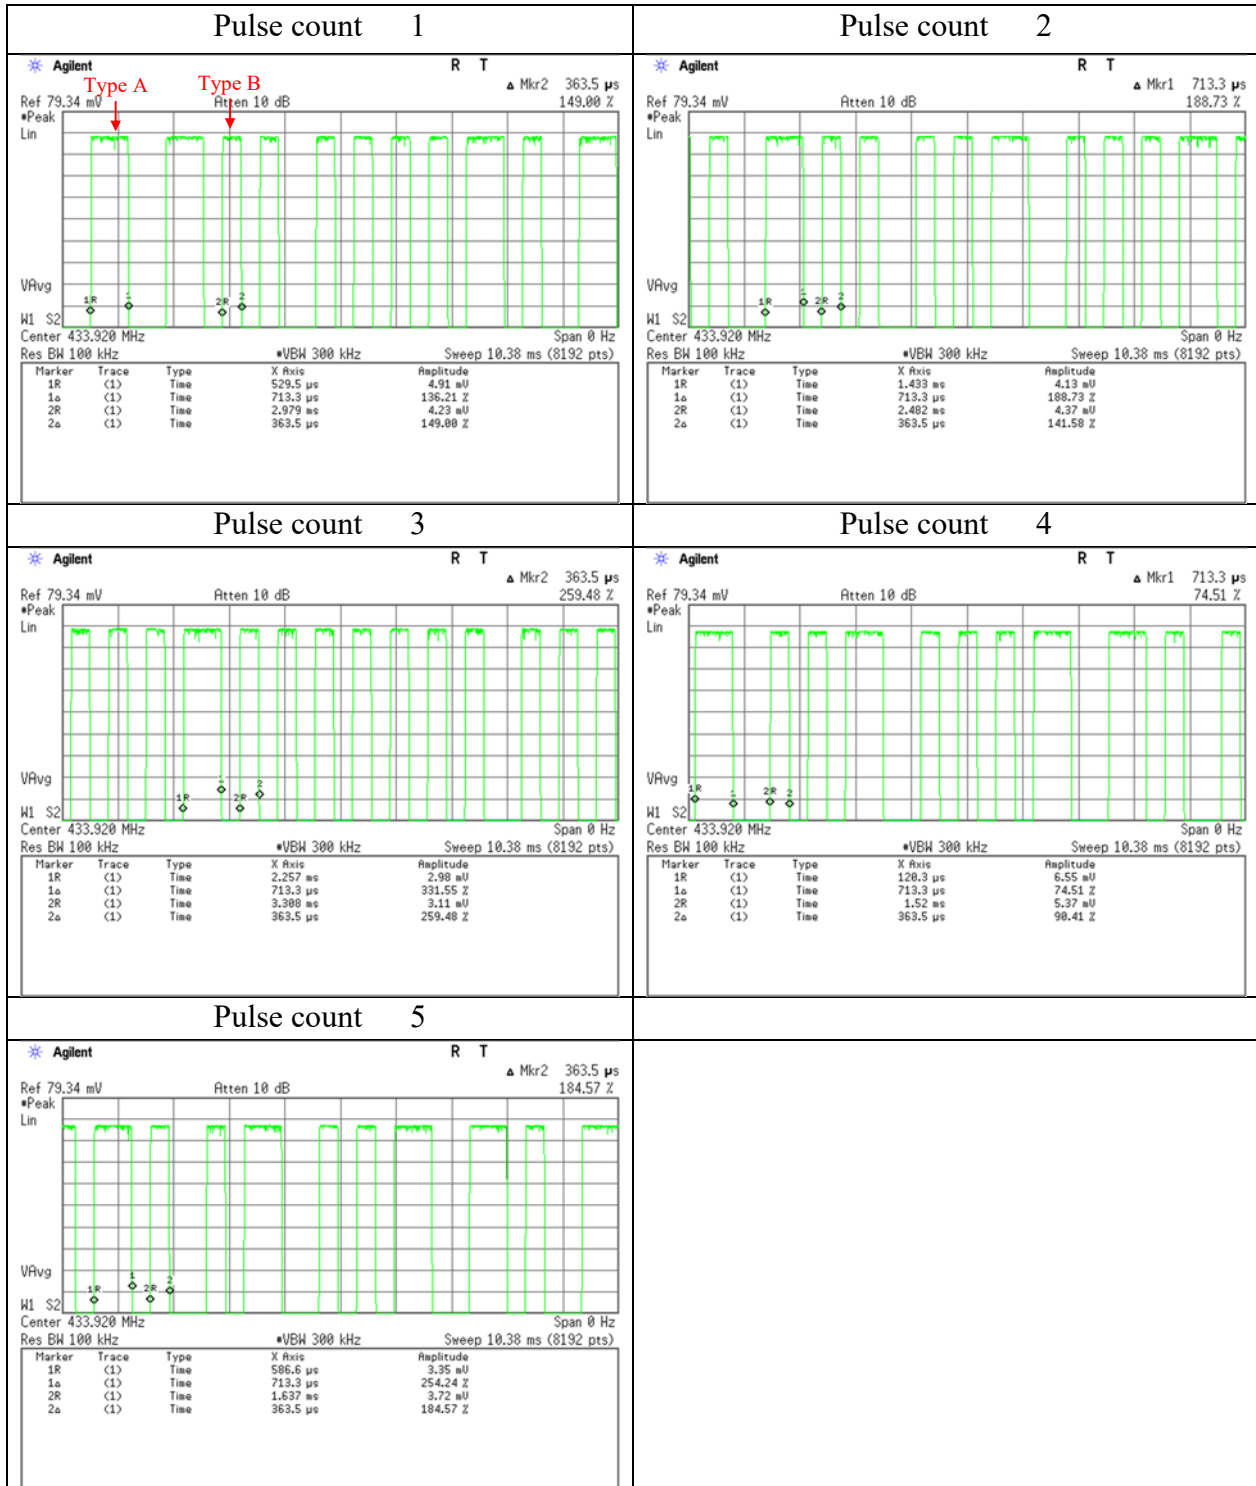 Pulse count 1
Pulse count 2
Agilent
R T
Type A
Type B
Δ Mkr2 363.5 µs
Ref 79.34 mV
Atten 10 dB
149.00 %
*Peak
Lin
1R
1
2R
2
VAvg
W1 S2
Center 433.920 MHz
Span 0 Hz
Res BW 100 kHz
*VBW 300 kHz
Sweep 10.38 ms (8192 pts)
Marker Trace Type X Axis Amplitude
1R (1) Time 529.5 µs 4.91 mV
1Δ (1) Time 713.3 µs 136.21 %
2R (1) Time 2.979 ms 4.23 mV
2Δ (1) Time 363.5 µs 149.00 %
Agilent
R T
Δ Mkr1 713.3 µs
Ref 79.34 mV
Atten 10 dB
188.73 %
*Peak
Lin
1R
1
2R
2
VAvg
W1 S2
Center 433.920 MHz
Span 0 Hz
Res BW 100 kHz
*VBW 300 kHz
Sweep 10.38 ms (8192 pts)
Marker Trace Type X Axis Amplitude
1R (1) Time 1.433 ms 4.13 mV
1Δ (1) Time 713.3 µs 188.73 %
2R (1) Time 2.482 ms 4.37 mV
2Δ (1) Time 363.5 µs 141.58 %
Pulse count 3
Pulse count 4
Agilent
R T
Δ Mkr2 363.5 µs
Ref 79.34 mV
Atten 10 dB
259.48 %
*Peak
Lin
1R
1
2R
2
VAvg
W1 S2
Center 433.920 MHz
Span 0 Hz
Res BW 100 kHz
*VBW 300 kHz
Sweep 10.38 ms (8192 pts)
Marker Trace Type X Axis Amplitude
1R (1) Time 2.257 ms 2.98 mV
1Δ (1) Time 713.3 µs 331.55 %
2R (1) Time 3.308 ms 3.11 mV
2Δ (1) Time 363.5 µs 259.48 %
Agilent
R T
Δ Mkr1 713.3 µs
Ref 79.34 mV
Atten 10 dB
74.51 %
*Peak
Lin
1R
1
2R
2
VAvg
W1 S2
Center 433.920 MHz
Span 0 Hz
Res BW 100 kHz
*VBW 300 kHz
Sweep 10.38 ms (8192 pts)
Marker Trace Type X Axis Amplitude
1R (1) Time 120.3 µs 6.55 mV
1Δ (1) Time 713.3 µs 74.51 %
2R (1) Time 1.52 ms 5.37 mV
2Δ (1) Time 363.5 µs 90.41 %
Pulse count 5
Agilent
R T
Δ Mkr2 363.5 µs
Ref 79.34 mV
Atten 10 dB
184.57 %
*Peak
Lin
1R
1
2R
2
VAvg
W1 S2
Center 433.920 MHz
Span 0 Hz
Res BW 100 kHz
*VBW 300 kHz
Sweep 10.38 ms (8192 pts)
Marker Trace Type X Axis Amplitude
1R (1) Time 586.6 µs 3.35 mV
1Δ (1) Time 713.3 µs 254.24 %
2R (1) Time 1.637 ms 3.72 mV
2Δ (1) Time 363.5 µs 184.57 %